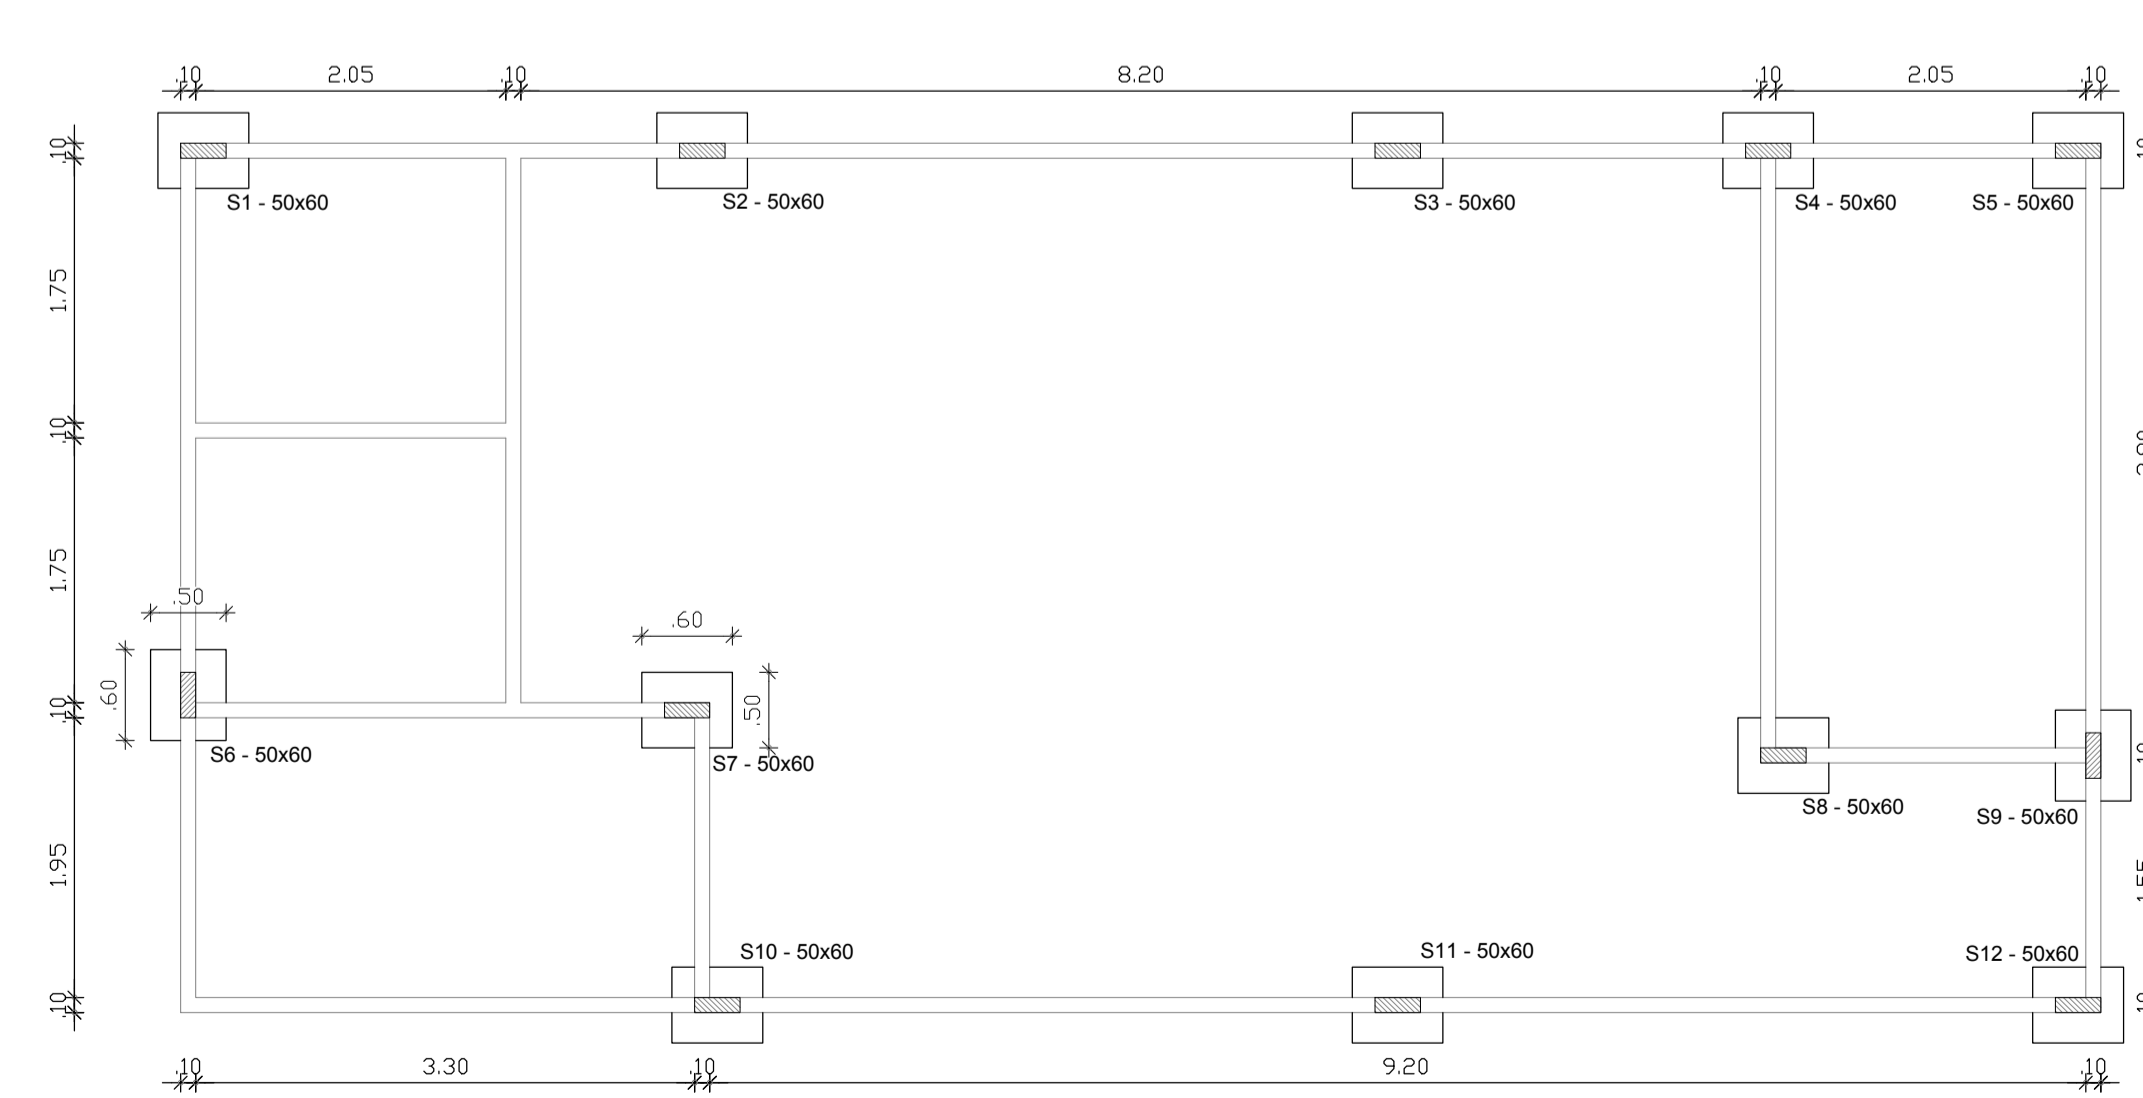 .10 2.05 .10 8.20 .10 2.05 .10
.10
S1 - 50x60
S2 - 50x60
S3 - 50x60
S4 - 50x60
S5 - 50x60
1.75
.10
1.75
.50
.60
.60
.50
.10
S6 - 50x60
S7 - 50x60
S8 - 50x60
S9 - 50x60
1.95
S10 - 50x60
S11 - 50x60
S12 - 50x60
.10
.10 3.30 .10 9.20 .10